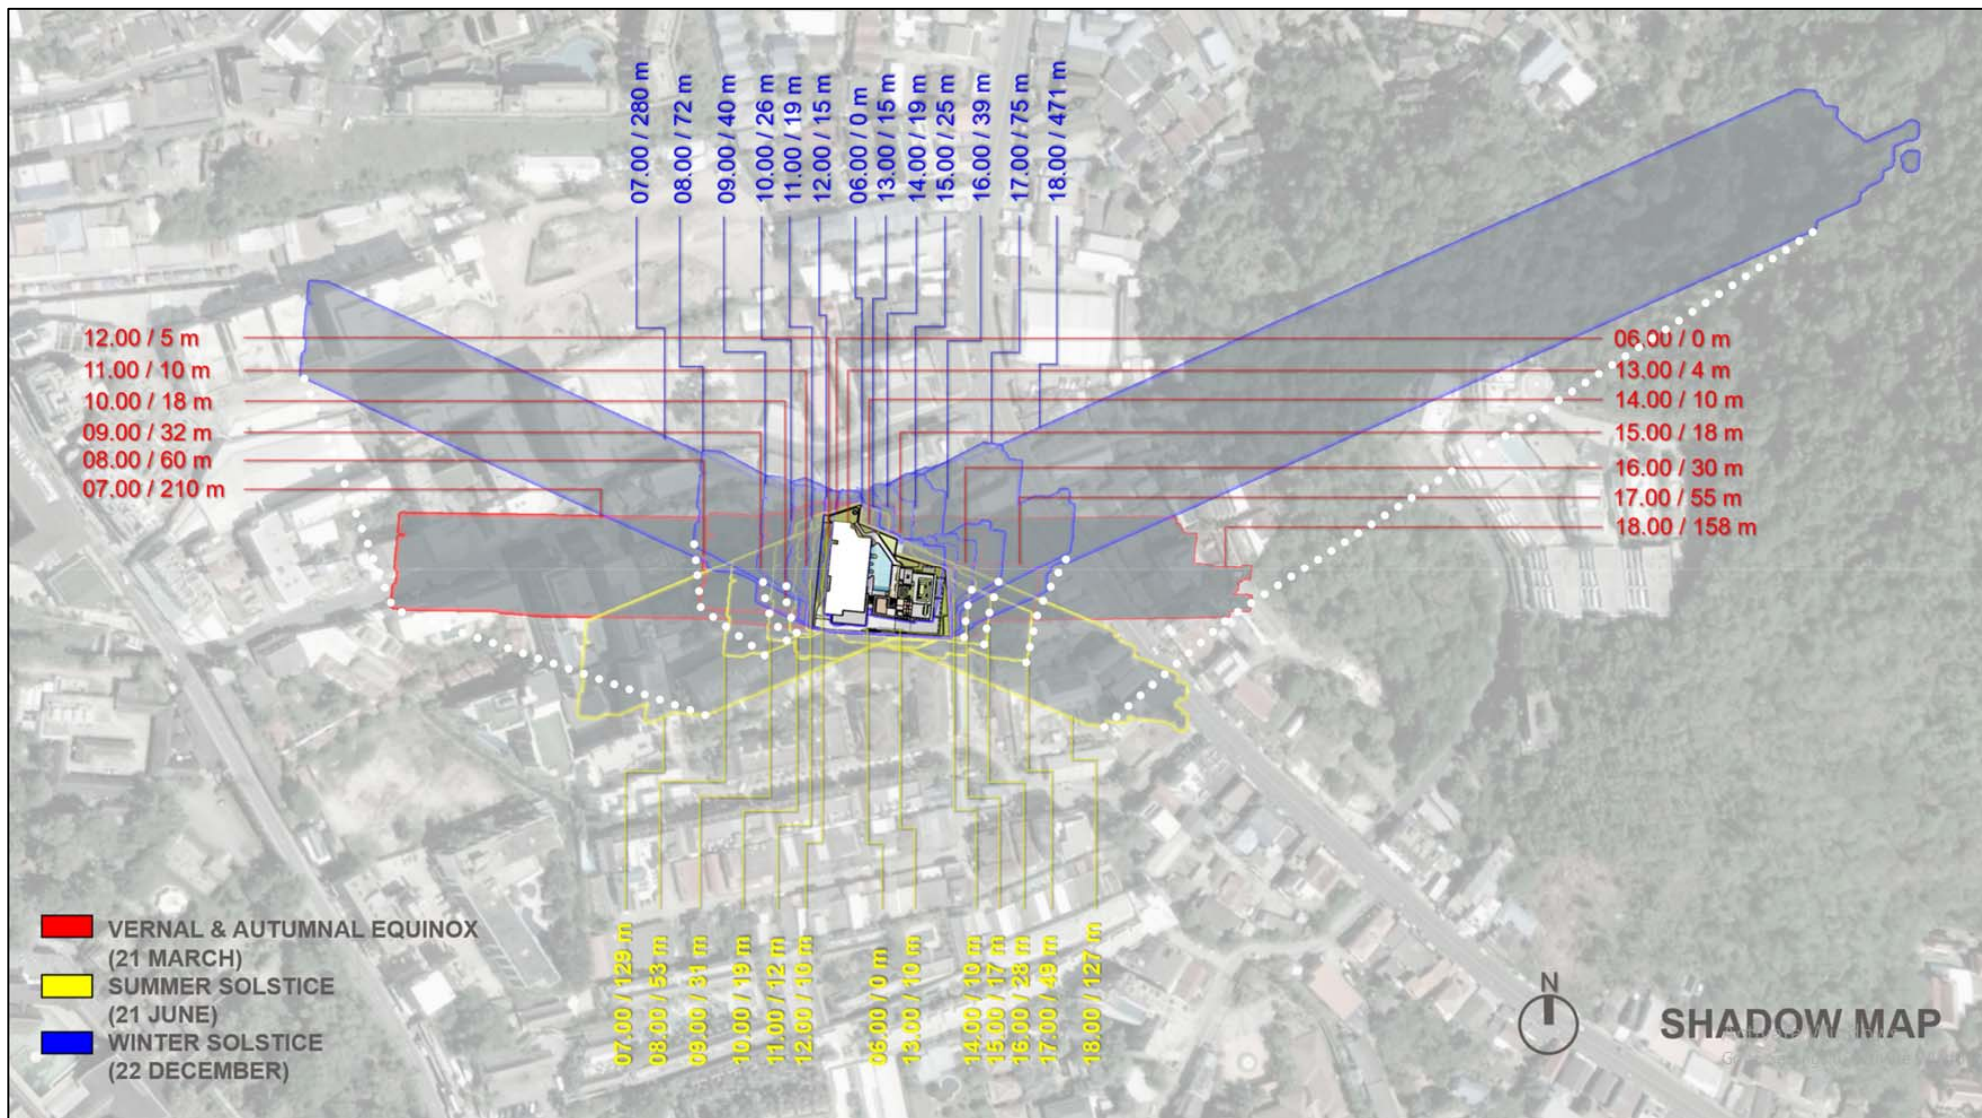 07.00 / 280 m
08.00 / 72 m
09.00 / 40 m
10.00 / 26 m
11.00 / 19 m
12.00 / 15 m
06.00 / 0 m
13.00 / 15 m
14.00 / 19 m
15.00 / 25 m
16.00 / 39 m
17.00 / 75 m
18.00 / 471 m
12.00 / 5 m
11.00 / 10 m
10.00 / 18 m
09.00 / 32 m
08.00 / 60 m
07.00 / 210 m
06.00 / 0 m
13.00 / 4 m
14.00 / 10 m
15.00 / 18 m
16.00 / 30 m
17.00 / 55 m
18.00 / 158 m
07.00 / 129 m
08.00 / 53 m
09.00 / 31 m
10.00 / 19 m
11.00 / 12 m
12.00 / 10 m
06.00 / 0 m
13.00 / 10 m
14.00 / 10 m
15.00 / 17 m
16.00 / 28 m
17.00 / 49 m
18.00 / 127 m
VERNAL & AUTUMNAL EQUINOX
(21 MARCH)
SUMMER SOLSTICE
(21 JUNE)
WINTER SOLSTICE
(22 DECEMBER)
N
SHADOW MAP